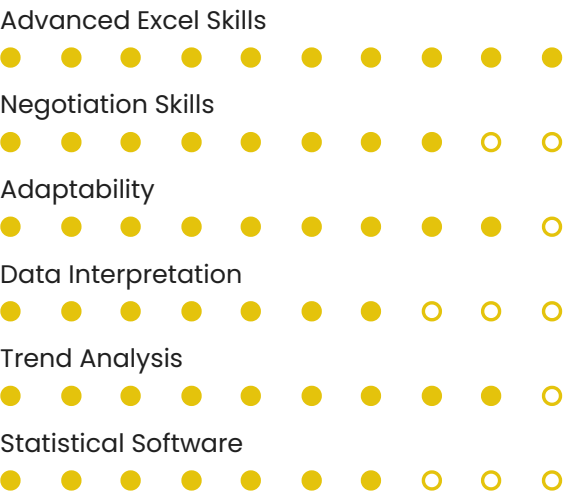 Advanced Excel Skills
Negotiation Skills
Adaptability
Data Interpretation
Trend Analysis
Statistical Software